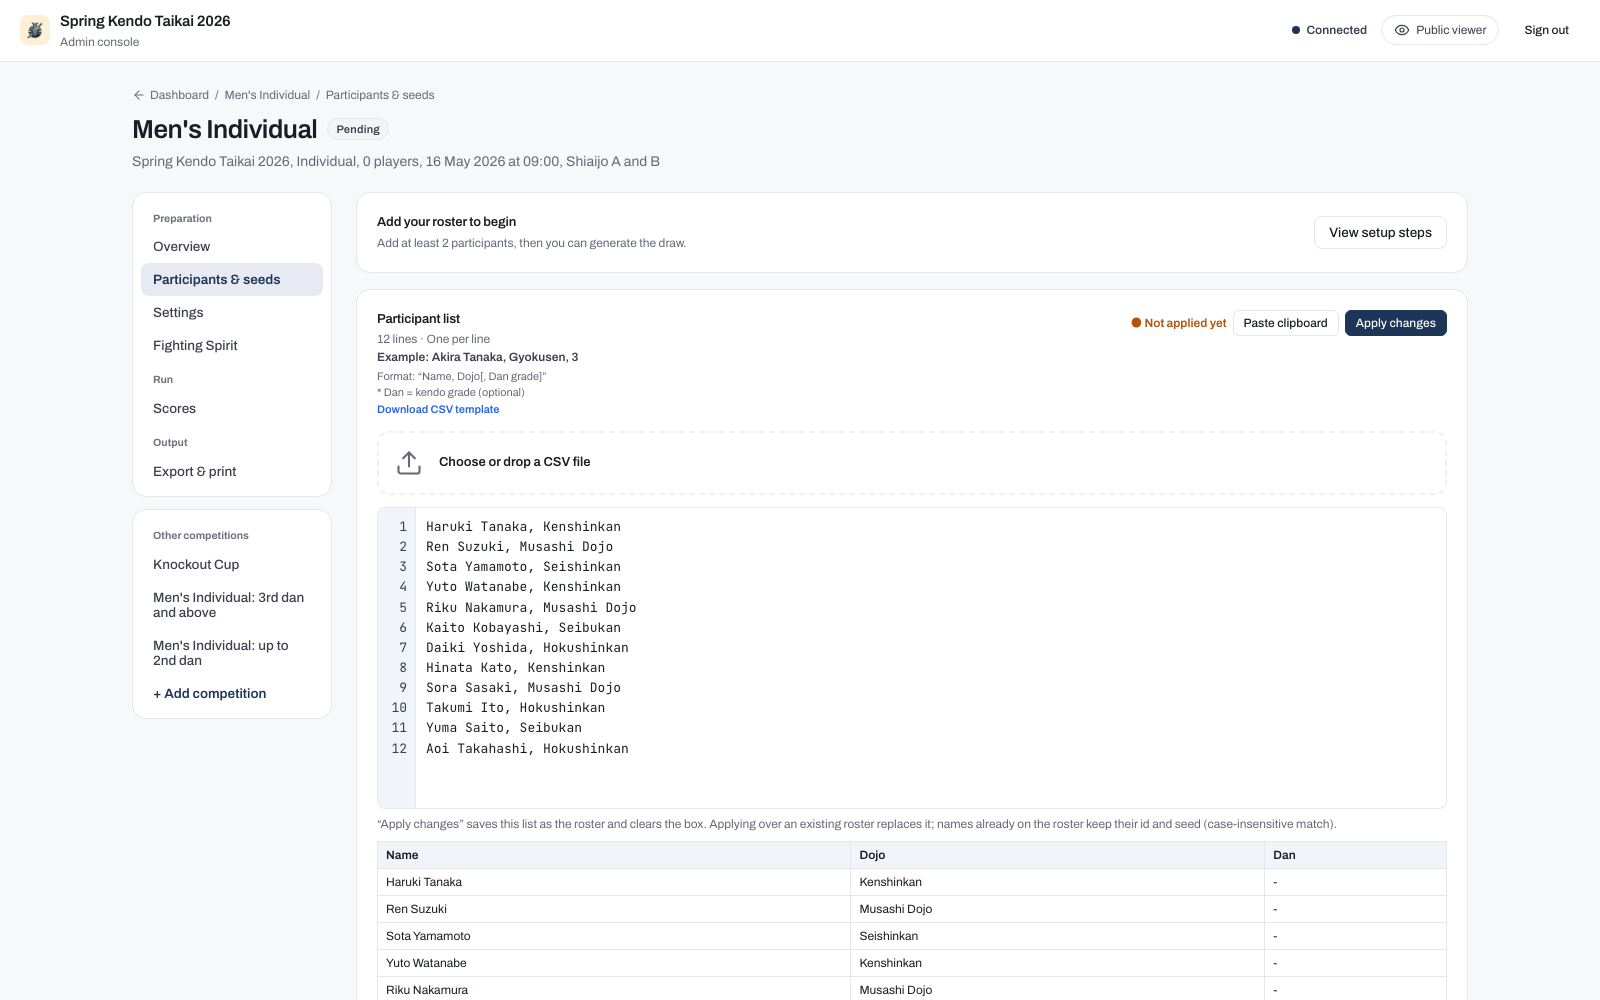 Spring Kendo Taikai 2026
Admin console
Connected
Public viewer
Sign out
Dashboard / Men's Individual / Participants & seeds
Men's Individual
Pending
Spring Kendo Taikai 2026, Individual, 0 players, 16 May 2026 at 09:00, Shiaijo A and B
Preparation
Overview
Participants & seeds
Settings
Fighting Spirit
Run
Scores
Output
Export & print
Other competitions
Knockout Cup
Men's Individual: 3rd dan
and above
Men's Individual: up to
2nd dan
+ Add competition
Add your roster to begin
Add at least 2 participants, then you can generate the draw.
View setup steps
Participant list
12 lines · One per line
Example: Akira Tanaka, Gyokusen, 3
Format: “Name, Dojo[, Dan grade]”
* Dan = kendo grade (optional)
Download CSV template
Not applied yet
Paste clipboard
Apply changes
Choose or drop a CSV file
1 Haruki Tanaka, Kenshinkan
2 Ren Suzuki, Musashi Dojo
3 Sota Yamamoto, Seishinkan
4 Yuto Watanabe, Kenshinkan
5 Riku Nakamura, Musashi Dojo
6 Kaito Kobayashi, Seibukan
7 Daiki Yoshida, Hokushinkan
8 Hinata Kato, Kenshinkan
9 Sora Sasaki, Musashi Dojo
10 Takumi Ito, Hokushinkan
11 Yuma Saito, Seibukan
12 Aoi Takahashi, Hokushinkan
“Apply changes” saves this list as the roster and clears the box. Applying over an existing roster replaces it; names already on the roster keep their id and seed (case-insensitive match).
Name Dojo Dan
Haruki Tanaka Kenshinkan -
Ren Suzuki Musashi Dojo -
Sota Yamamoto Seishinkan -
Yuto Watanabe Kenshinkan -
Riku Nakamura Musashi Dojo -